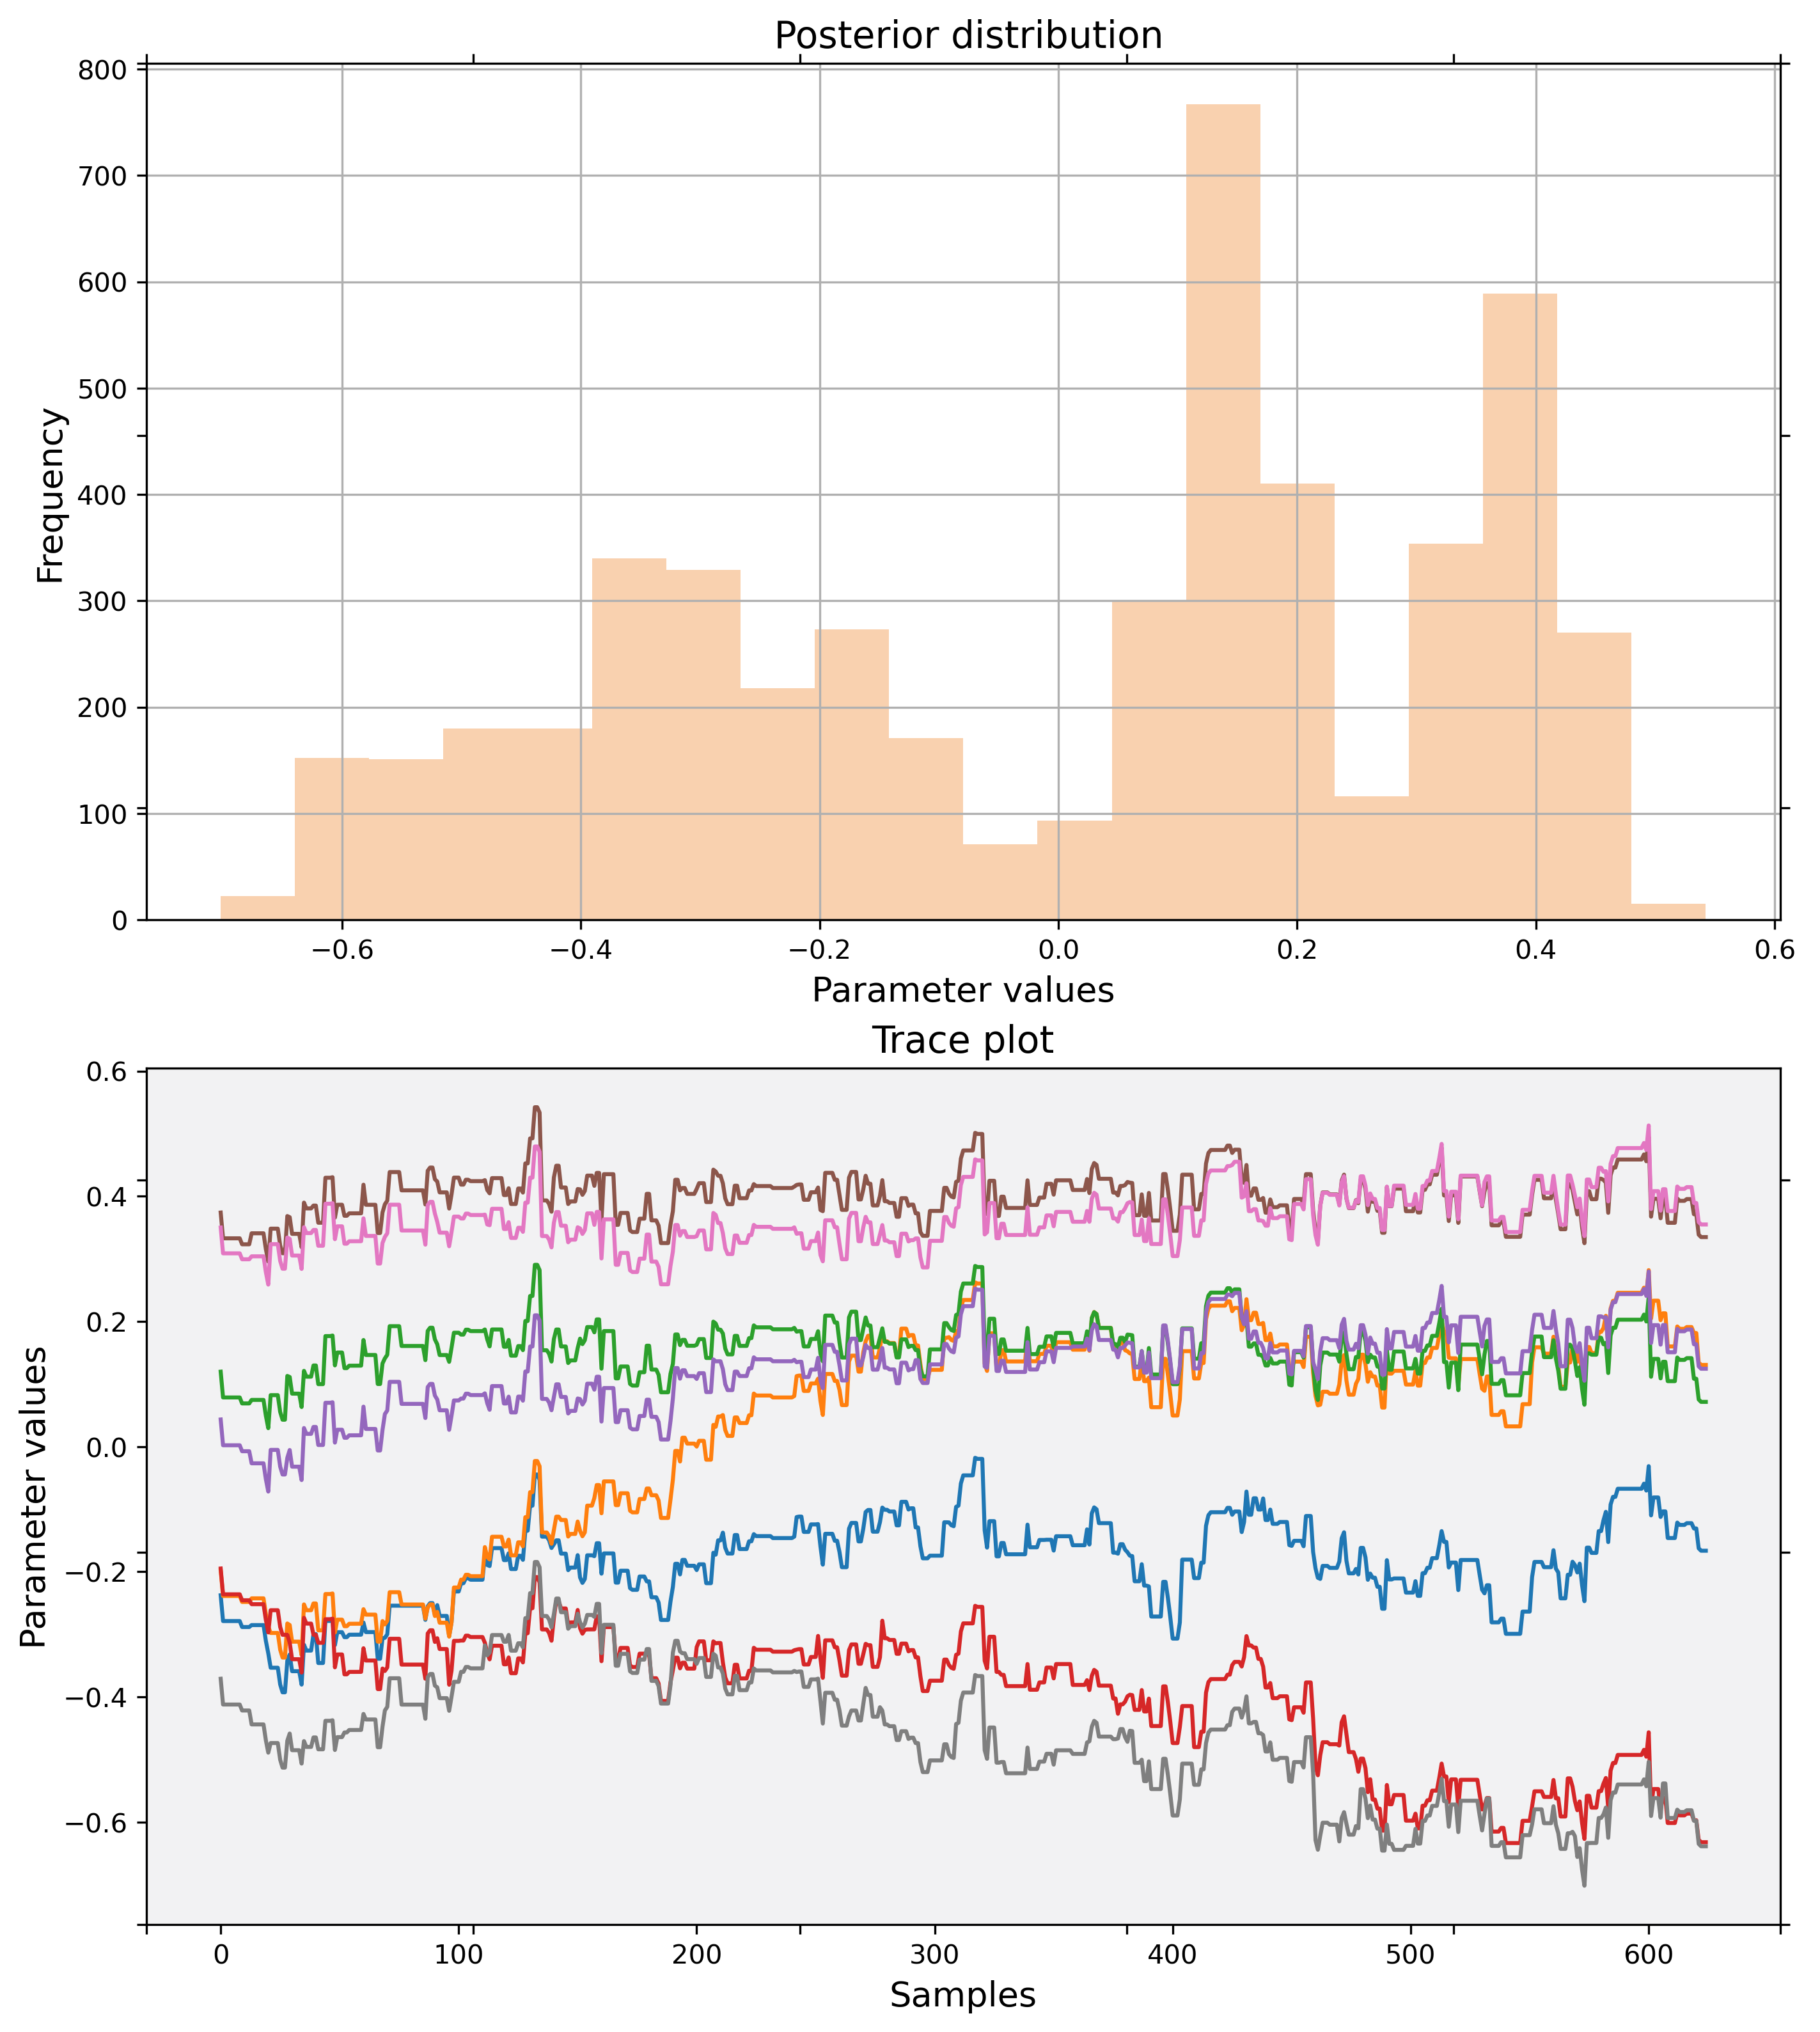 Posterior distribution
800
700
600
500
400
300
200
100
0
Frequency
−0.6 −0.4 −0.2 0.0 0.2 0.4 0.6
Parameter values
Trace plot
0.6
0.4
0.2
0.0
−0.2
−0.4
−0.6
Parameter values
0 100 200 300 400 500 600
Samples